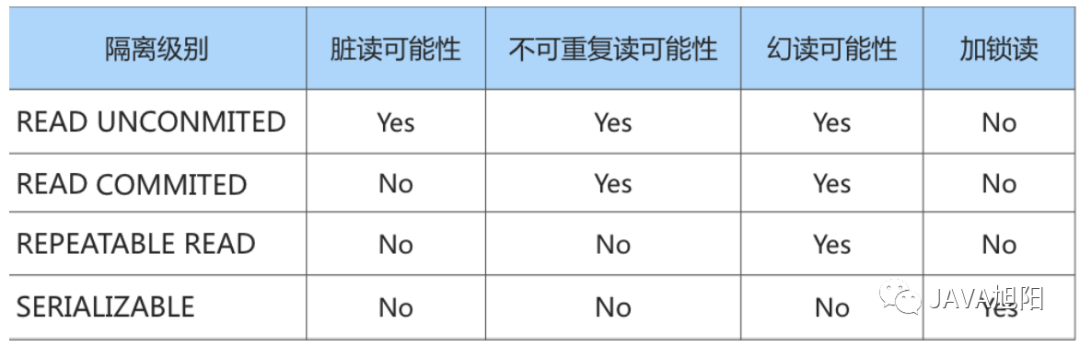 隔离级别 脏读可能性 不可重复读可能性 幻读可能性 加锁读
READ UNCONMITED Yes Yes Yes No
READ COMMITED No Yes Yes No
REPEATABLE READ No No Yes No
SERIALIZABLE No No No Yes
JAVA旭阳